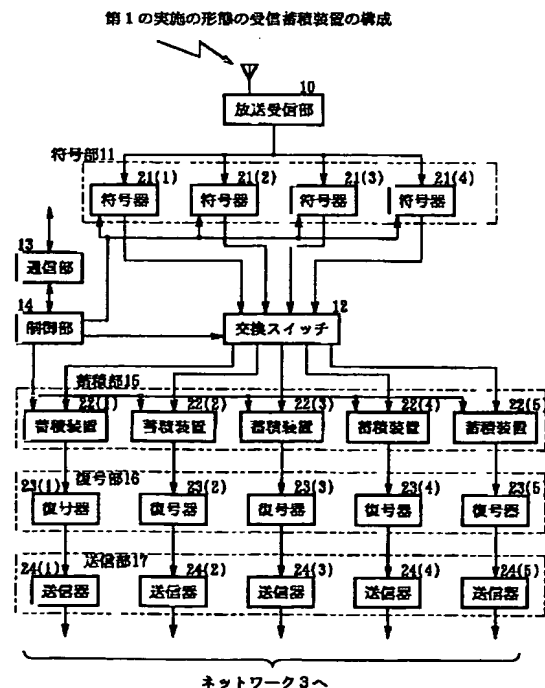 第1の実施の形態の受信蓄積装置の構成
10
放送受信部
符号部11
21(1) 21(2) 21(3) 21(4)
符号器 符号器 符号器 符号器
13
通信部
14 12
制御部 交換スイッチ
蓄積部15
22(1) 22(2) 22(3) 22(4) 22(5)
蓄積装置 蓄積装置 蓄積装置 蓄積装置 蓄積装置
復号部16
23(1) 23(2) 23(3) 23(4) 23(5)
復号器 復号器 復号器 復号器 復号器
送信部17
24(1) 24(2) 24(3) 24(4) 24(5)
送信器 送信器 送信器 送信器 送信器
ネットワーク3へ